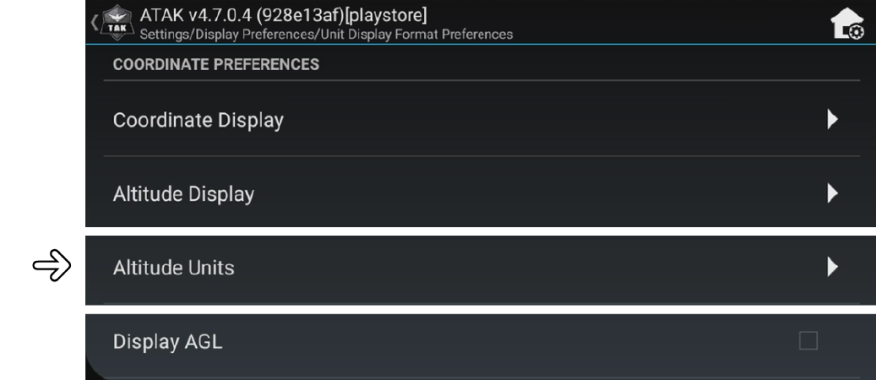 ATAK v4.7.0.4 (928e13af)[playstore]
TAK
Settings/Display Preferences/Unit Display Format Preferences
COORDINATE PREFERENCES
Coordinate Display
Altitude Display
Altitude Units
Display AGL